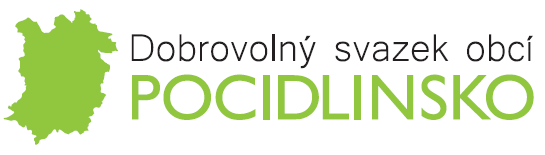 Dobrovolný svazek obcí
POCIDLINSKO